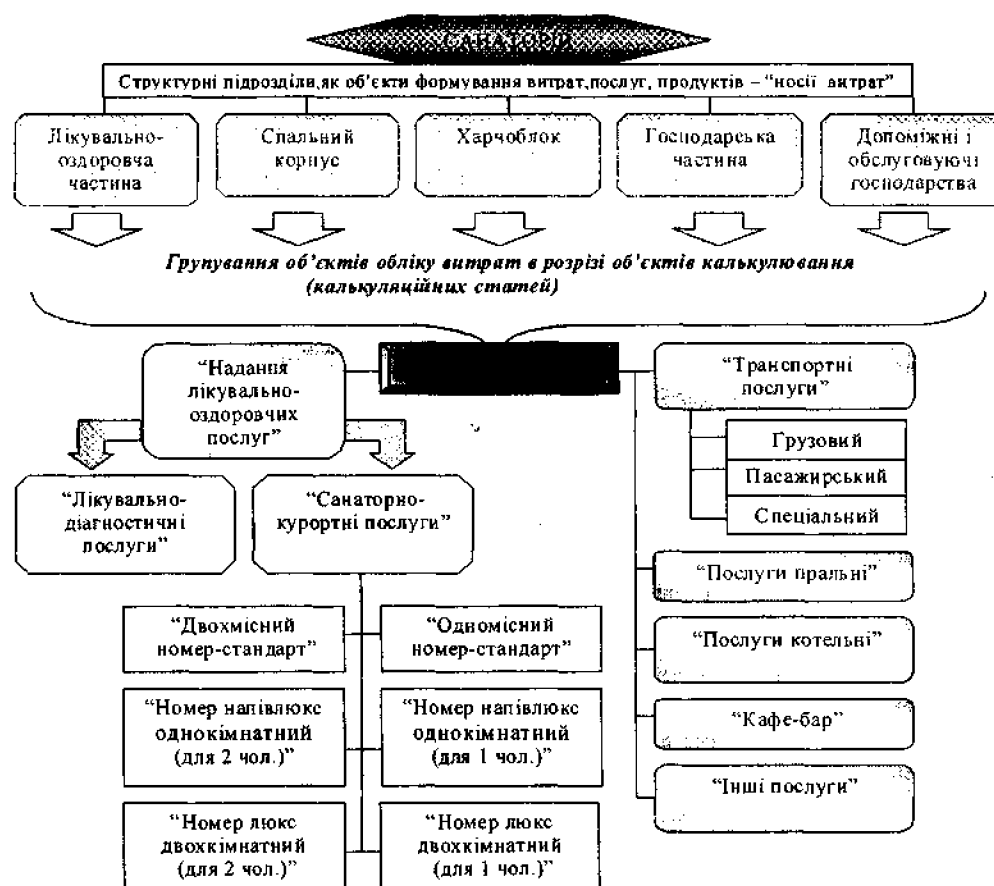 САНАТОРІЙ
Структурні підрозділи,як об’єкти формування витрат,послуг, продуктів – “носії витрат”
Лікувально-
оздоровча
частина
Спальний
корпус
Харчоблок
Господарська
частина
Допоміжні і
обслуговуючі
господарства
Групування об’єктів обліку витрат в розрізі об’єктів калькулювання
(калькуляційних статей)
“Надання
лікувально-
оздоровчих
послуг”
“Лікувально-
діагностичні
послуги”
“Санаторно-
курортні послуги”
“Двохмісний
номер-стандарт”
“Одномісний
номер-стандарт”
“Номер напівлюкс
однокімнатний
(для 2 чол.)”
“Номер напівлюкс
однокімнатний
(для 1 чол.)”
“Номер люкс
двохкімнатний
(для 2 чол.)”
“Номер люкс
двохкімнатний
(для 1 чол.)”
“Транспортні
послуги”
Грузовий
Пасажирський
Спеціальний
“Послуги пральні”
“Послуги котельні”
“Кафе-бар”
“Інші послуги”